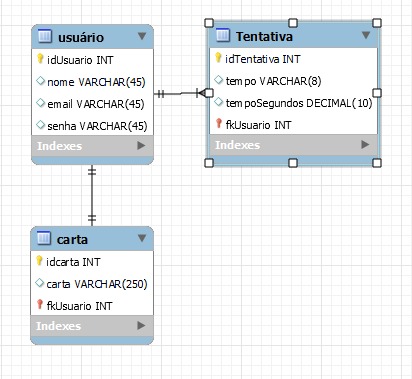 usuário
idUsuario INT
nome VARCHAR(45)
email VARCHAR(45)
senha VARCHAR(45)
Indexes
Tentativa
idTentativa INT
tempo VARCHAR(8)
tempoSegundos DECIMAL(10)
fkUsuario INT
Indexes
carta
idcarta INT
carta VARCHAR(250)
fkUsuario INT
Indexes